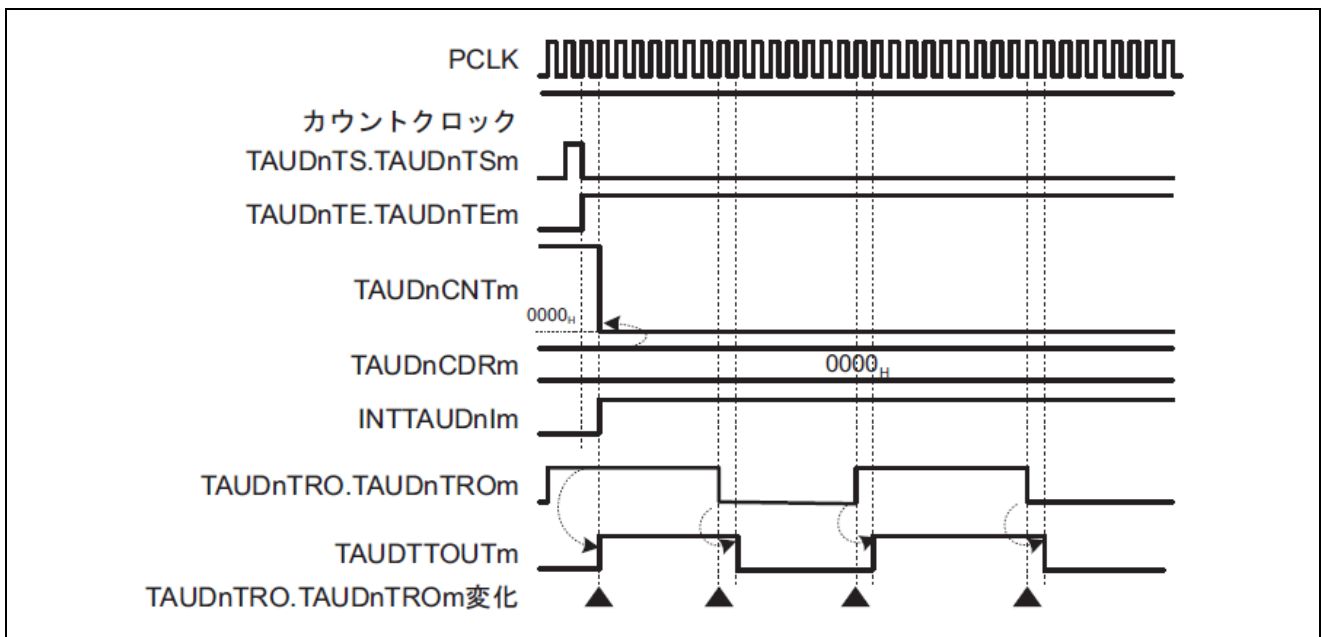 PCLK
カウントクロック
TAUDnTS.TAUDnTSm
TAUDnTE.TAUDnTEm
TAUDnCNTm
0000H
TAUDnCDRm
0000H
INTTAUDnIm
TAUDnTRO.TAUDnTROm
TAUDTTOUTm
TAUDnTRO.TAUDnTROm変化